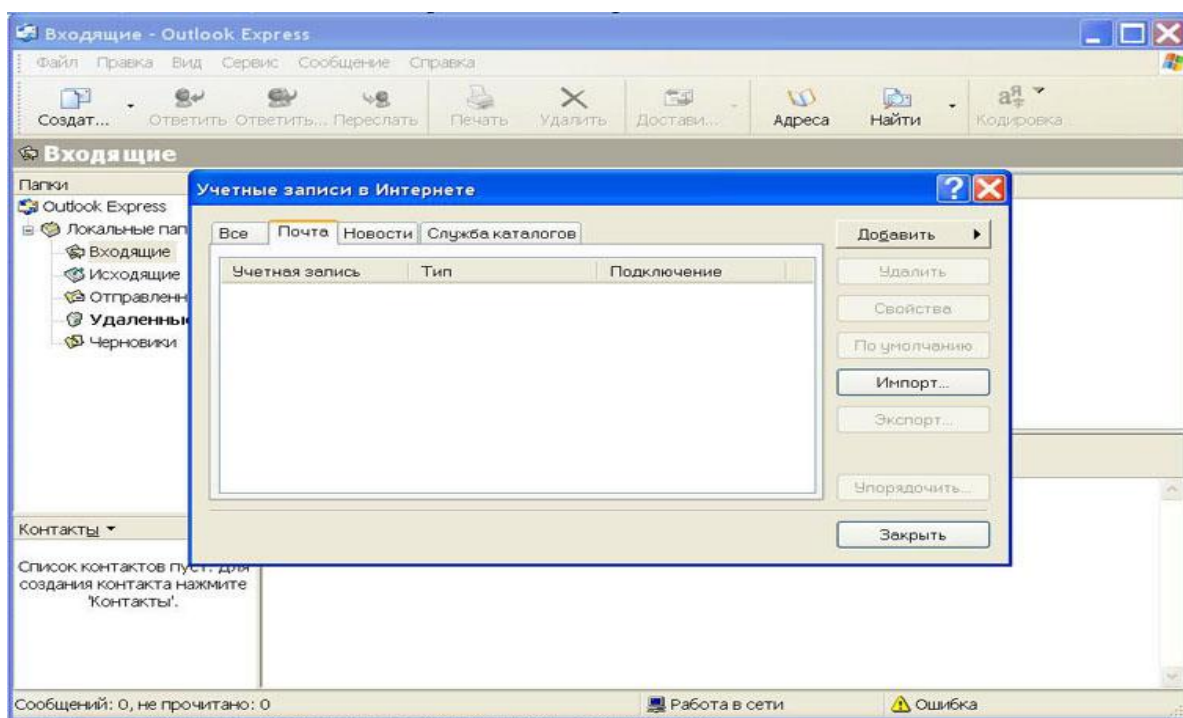 Входящие - Outlook Express
Файл Правка Вид Сервис Сообщение Справка
Создат... Ответить Ответить... Переслать Печать Удалить Достави... Адреса Найти Кодировка
Входящие
Папки
Outlook Express
Локальные пап
Входящие
Исходящие
Отправленн
Удаленные
Черновики
Контакты
Список контактов пуст. Для
создания контакта нажмите
'Контакты'.
Учетные записи в Интернете
Все Почта Новости Служба каталогов
Учетная запись Тип Подключение
Добавить
Удалить
Свойства
По умолчанию
Импорт...
Экспорт...
Упорядочить...
Закрыть
Сообщений: 0, не прочитано: 0 Работа в сети Ошибка